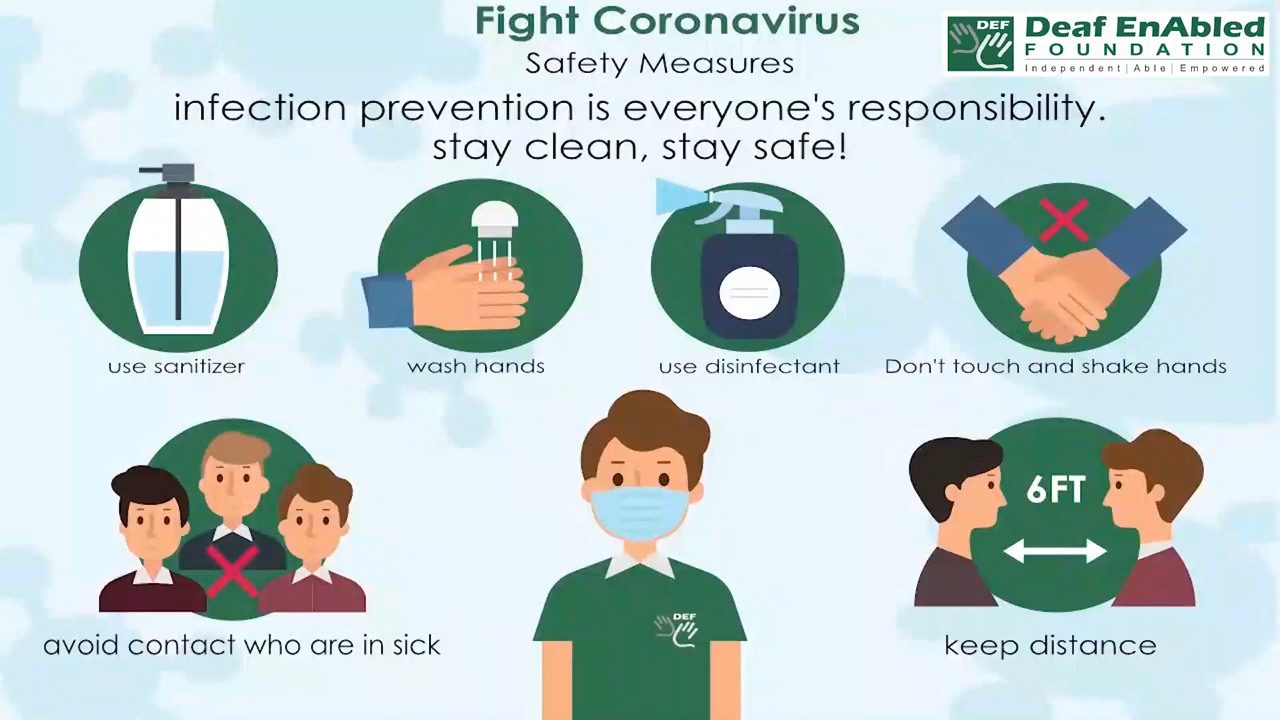 Fight Coronavirus
Safety Measures
DEF
Deaf EnAbled
FOUNDATION
Independent | Able | Empowered
infection prevention is everyone's responsibility.
stay clean, stay safe!
use sanitizer
wash hands
use disinfectant
Don't touch and shake hands
6 FT
DEF
avoid contact who are in sick
keep distance